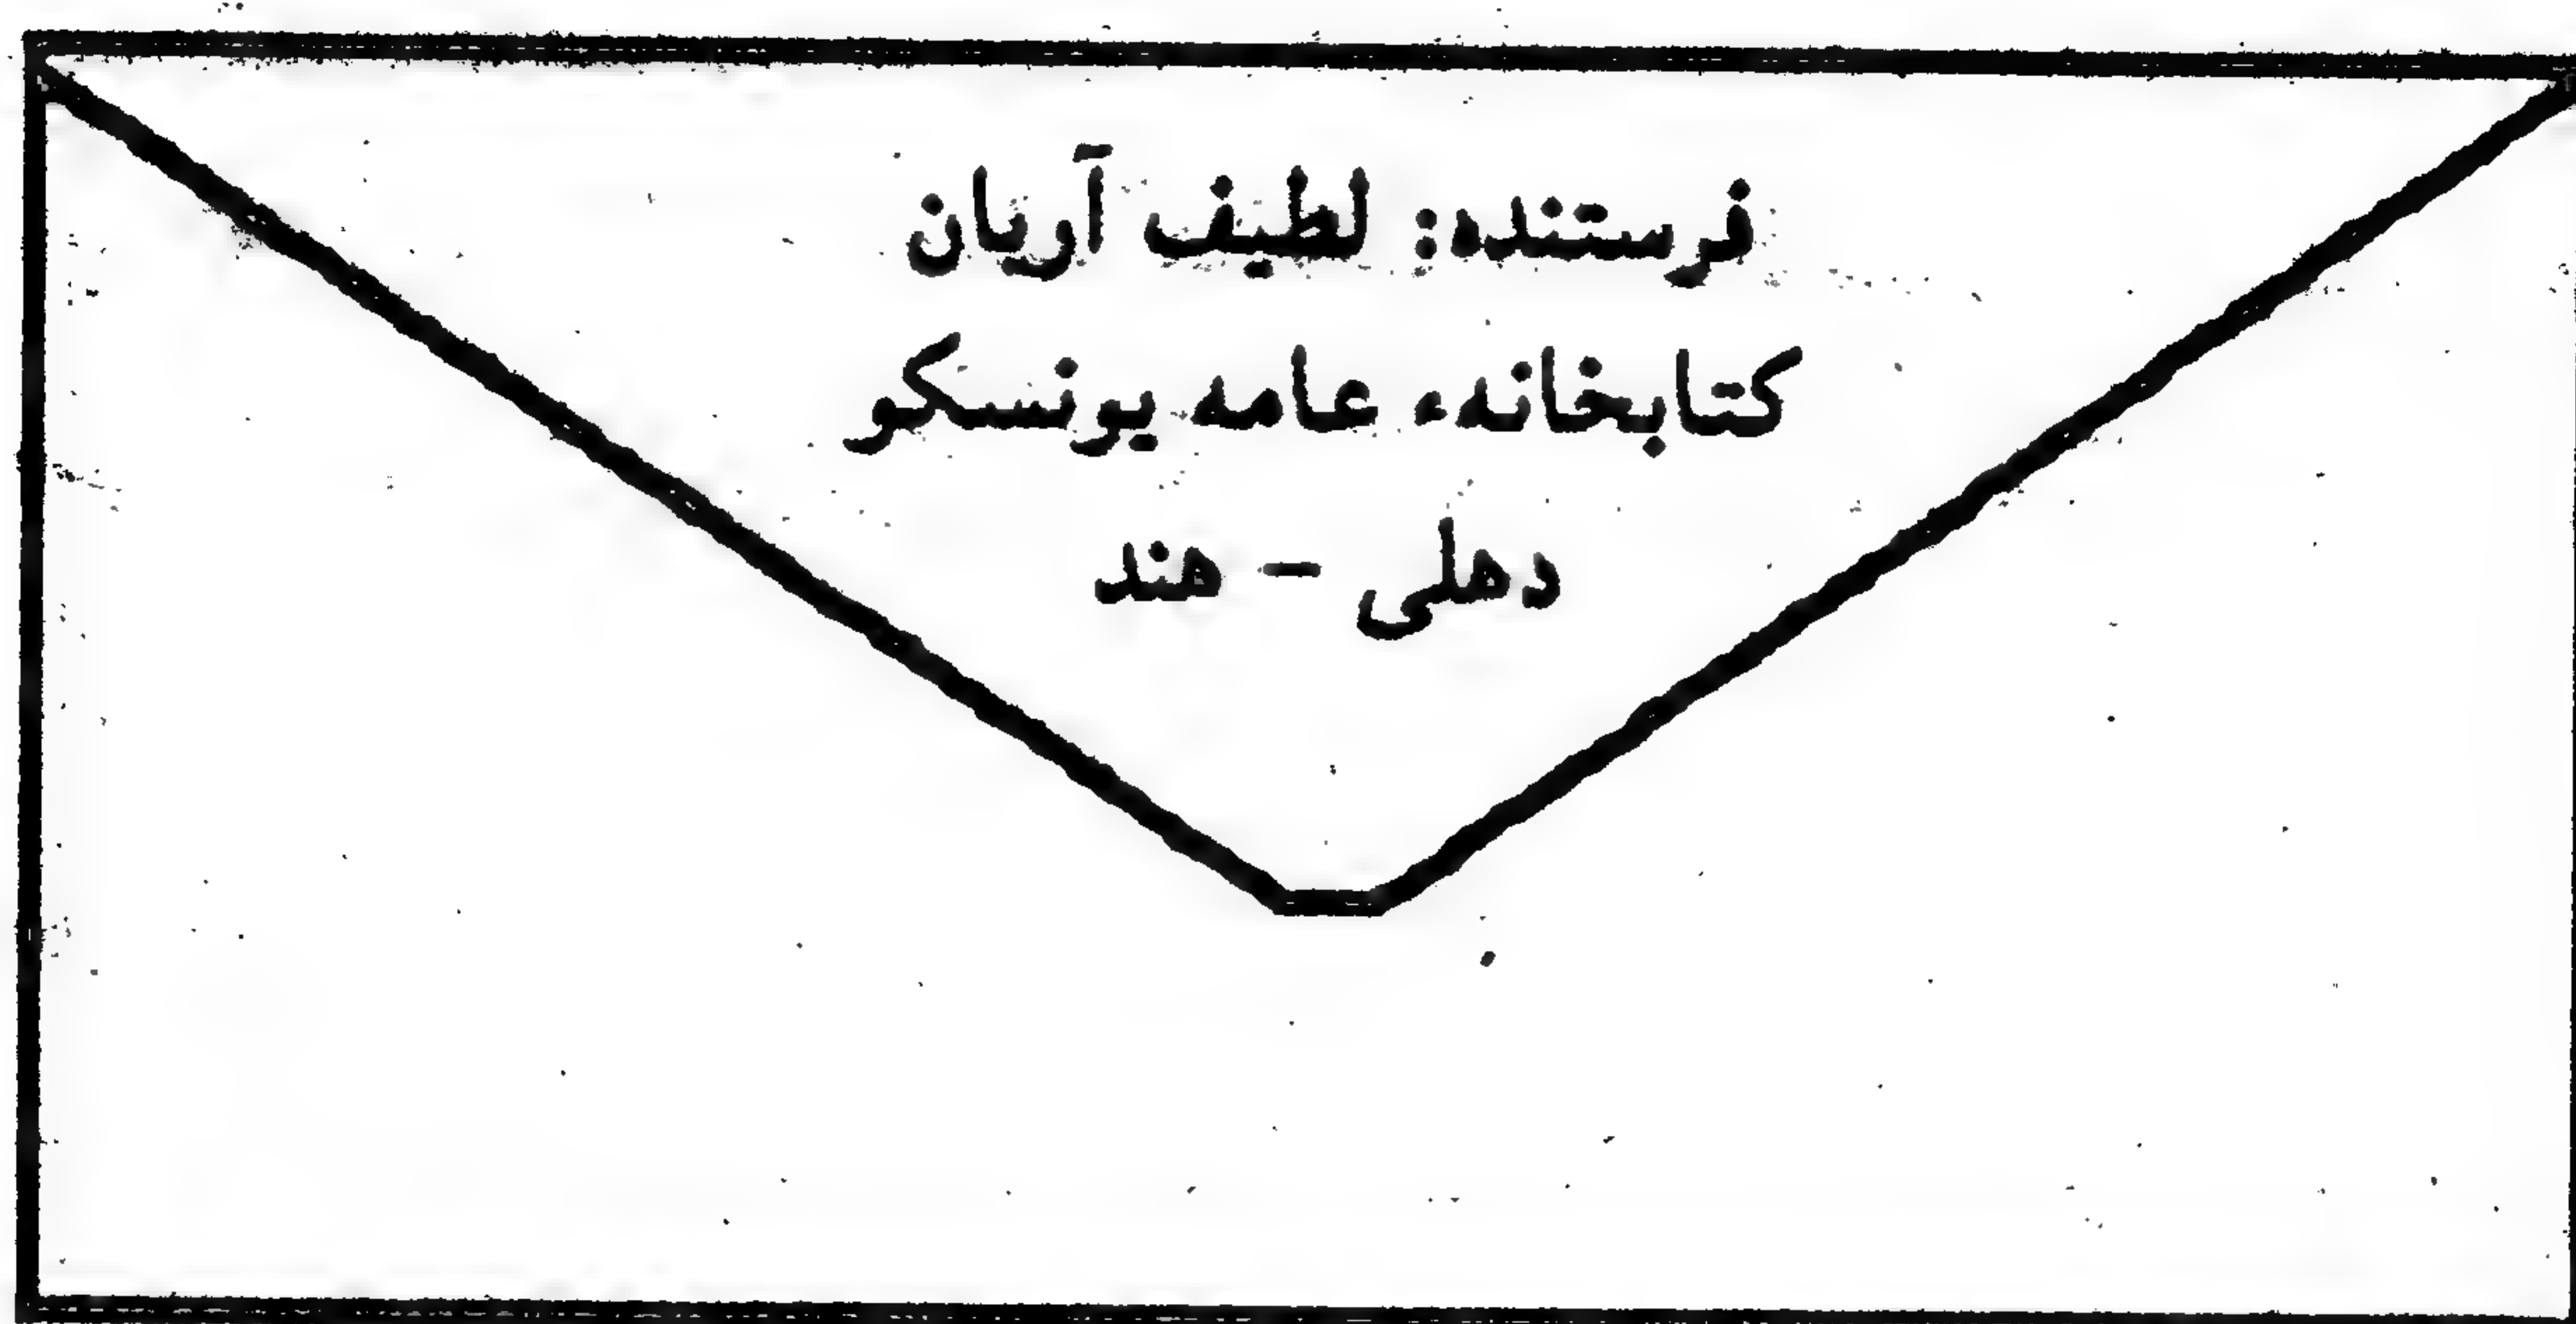 فرستنده: لطیف آریان
کتابخانهء عامه یونسکو
دهلی – هند